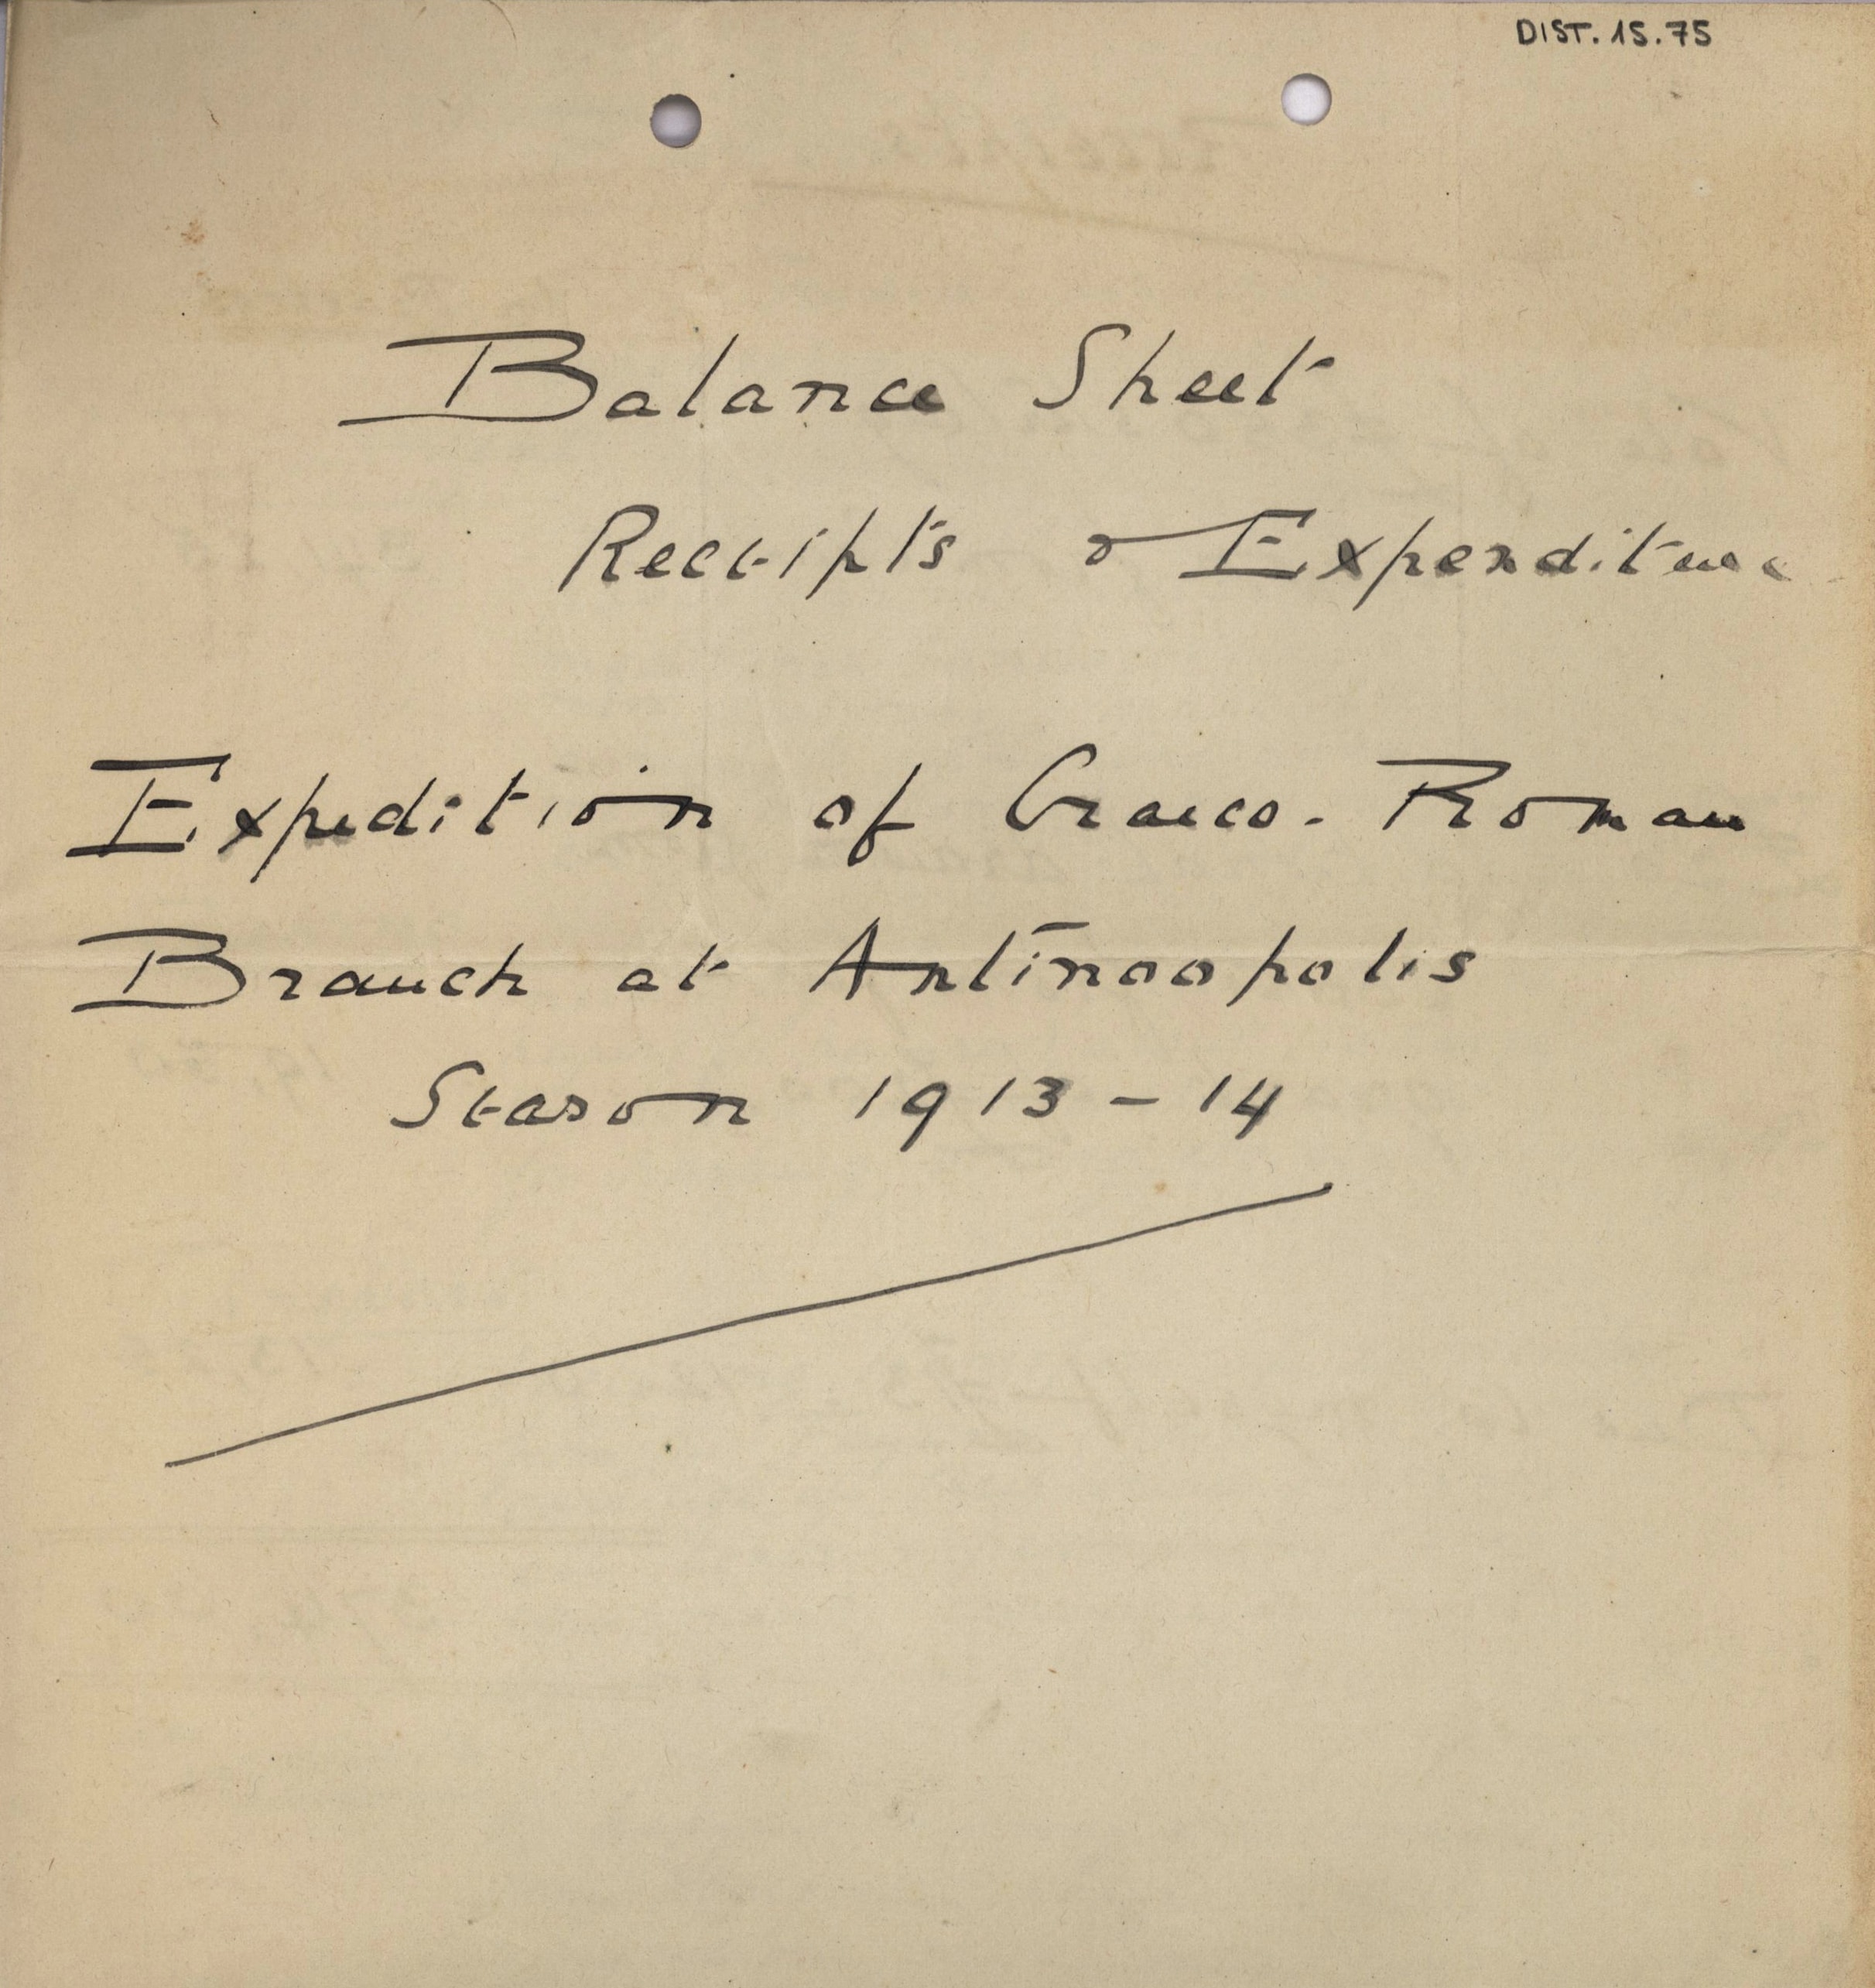 DIST. 15.75
Balance Sheet
Receipts & Expenditure
Expedition of Graeco-Roman
Branch at Antinoopolis
Season 1913-14